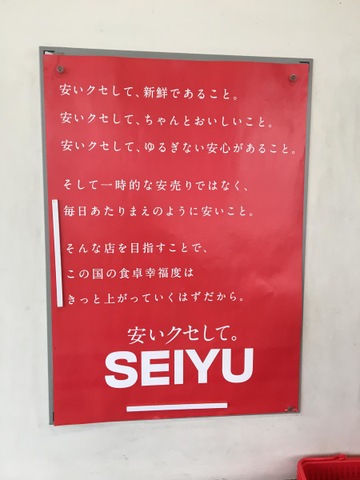 安いクセして、新鮮であること。
安いクセして、ちゃんとおいしいこと。
安いクセして、ゆるぎない安心があること。
そして一時的な安売りではなく、
毎日あたりまえのように安いこと。
そんな店を目指すことで、
この国の食卓幸福度は
きっと上がっていくはずだから。
安いクセして。
SEIYU